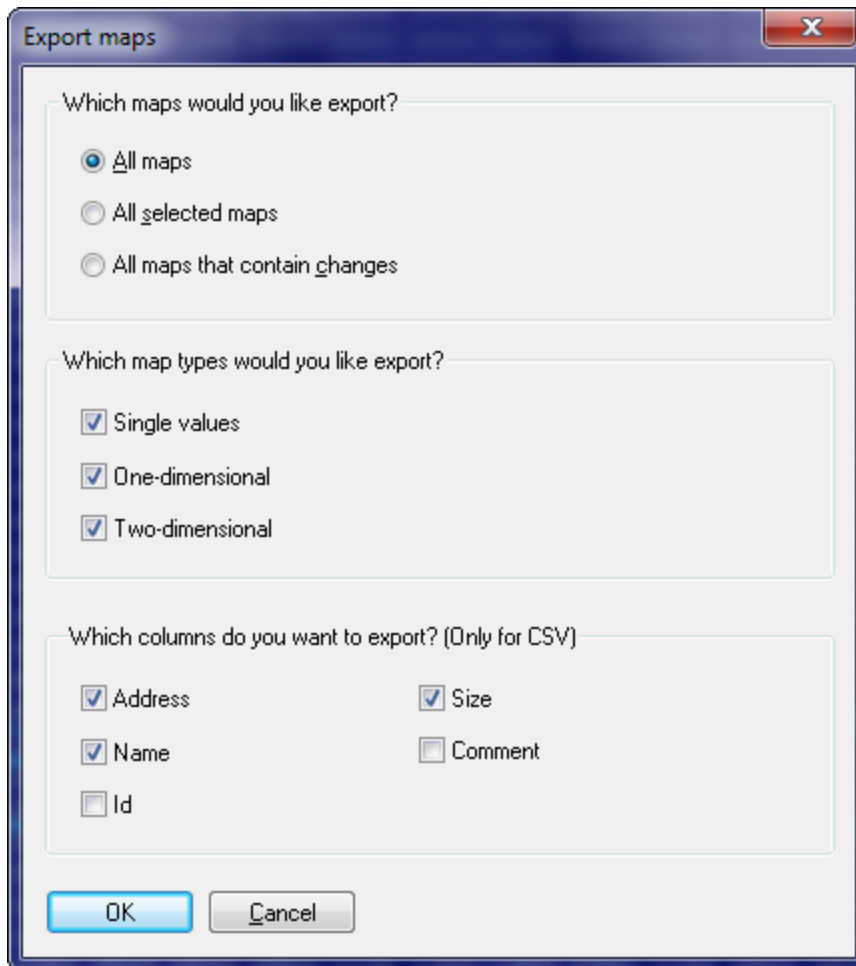 Export maps
Which maps would you like export?
All maps
All selected maps
All maps that contain changes
Which map types would you like export?
Single values
One-dimensional
Two-dimensional
Which columns do you want to export? (Only for CSV)
Address
Size
Name
Comment
Id
OK
Cancel